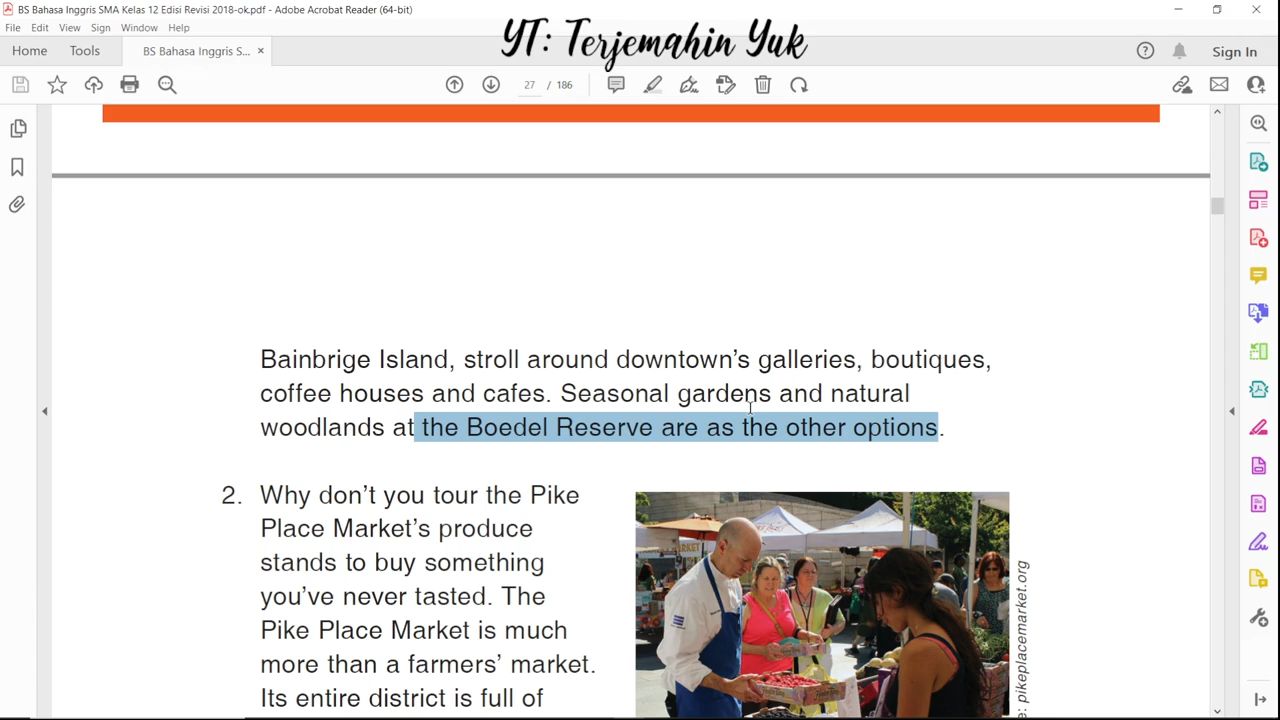 BS Bahasa Inggris SMA Kelas 12 Edisi Revisi 2018-ok.pdf - Adobe Acrobat Reader (64-bit)
File Edit View Sign Window Help
YT: Terjemahin Yuk
Home Tools BS Bahasa Inggris S... × Sign In
27 / 186
Bainbrige Island, stroll around downtown's galleries, boutiques,
coffee houses and cafes. Seasonal gardens and natural
woodlands at the Boedel Reserve are as the other options.
2. Why don't you tour the Pike
Place Market's produce
stands to buy something
you've never tasted. The
Pike Place Market is much
more than a farmers' market.
Its entire district is full of
MARKET
e: pikeplacemarket.org